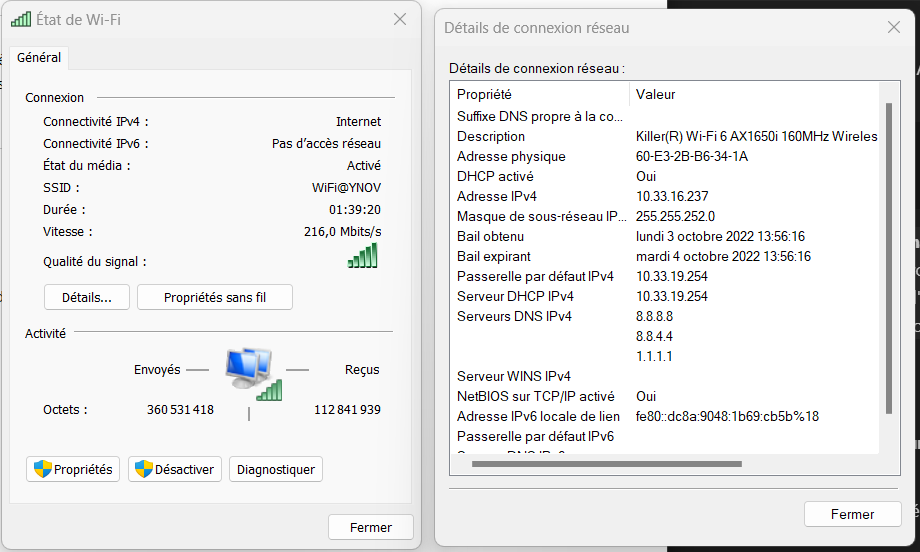 État de Wi-Fi
Général
Connexion
Connectivité IPv4 : Internet
Connectivité IPv6 : Pas d'accès réseau
État du média : Activé
SSID : WiFi@YNOV
Durée : 01:39:20
Vitesse : 216,0 Mbits/s
Qualité du signal :
Détails... Propriétés sans fil
Activité
Envoyés Reçus
Octets : 360 531 418 112 841 939
Propriétés Désactiver Diagnostiquer
Fermer
Détails de connexion réseau
Détails de connexion réseau :
Propriété Valeur
Suffixe DNS propre à la co...
Description Killer(R) Wi-Fi 6 AX1650i 160MHz Wireles
Adresse physique 60-E3-2B-B6-34-1A
DHCP activé Oui
Adresse IPv4 10.33.16.237
Masque de sous-réseau IP... 255.255.252.0
Bail obtenu lundi 3 octobre 2022 13:56:16
Bail expirant mardi 4 octobre 2022 13:56:16
Passerelle par défaut IPv4 10.33.19.254
Serveur DHCP IPv4 10.33.19.254
Serveurs DNS IPv4 8.8.8.8
8.8.4.4
1.1.1.1
Serveur WINS IPv4
NetBIOS sur TCP/IP activé Oui
Adresse IPv6 locale de lien fe80::dc8a:9048:1b69:cb5b%18
Passerelle par défaut IPv6
Fermer